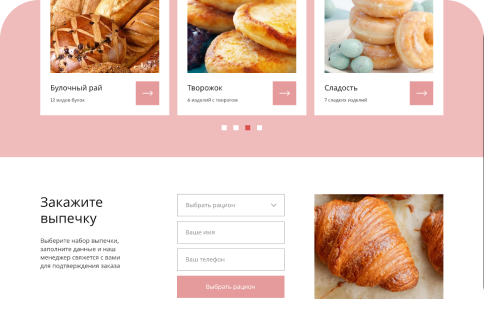 Булочный рай
12 видов булок
Творожок
6 изделий с творогом
Сладость
7 сладких изделий
Закажите
выпечку
Выберите набор выпечки,
заполните данные и наш
менеджер свяжется с вами
для подтверждения заказа
Выбрать рацион
Ваше имя
Ваш телефон
Выбрать рацион